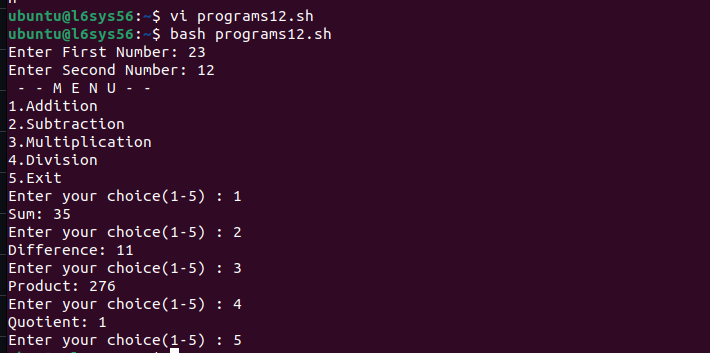 ubuntu@l6sys56:~$ vi programs12.sh
ubuntu@l6sys56:~$ bash programs12.sh
Enter First Number: 23
Enter Second Number: 12
 - - M E N U - -
1.Addition
2.Subtraction
3.Multiplication
4.Division
5.Exit
Enter your choice(1-5) : 1
Sum: 35
Enter your choice(1-5) : 2
Difference: 11
Enter your choice(1-5) : 3
Product: 276
Enter your choice(1-5) : 4
Quotient: 1
Enter your choice(1-5) : 5